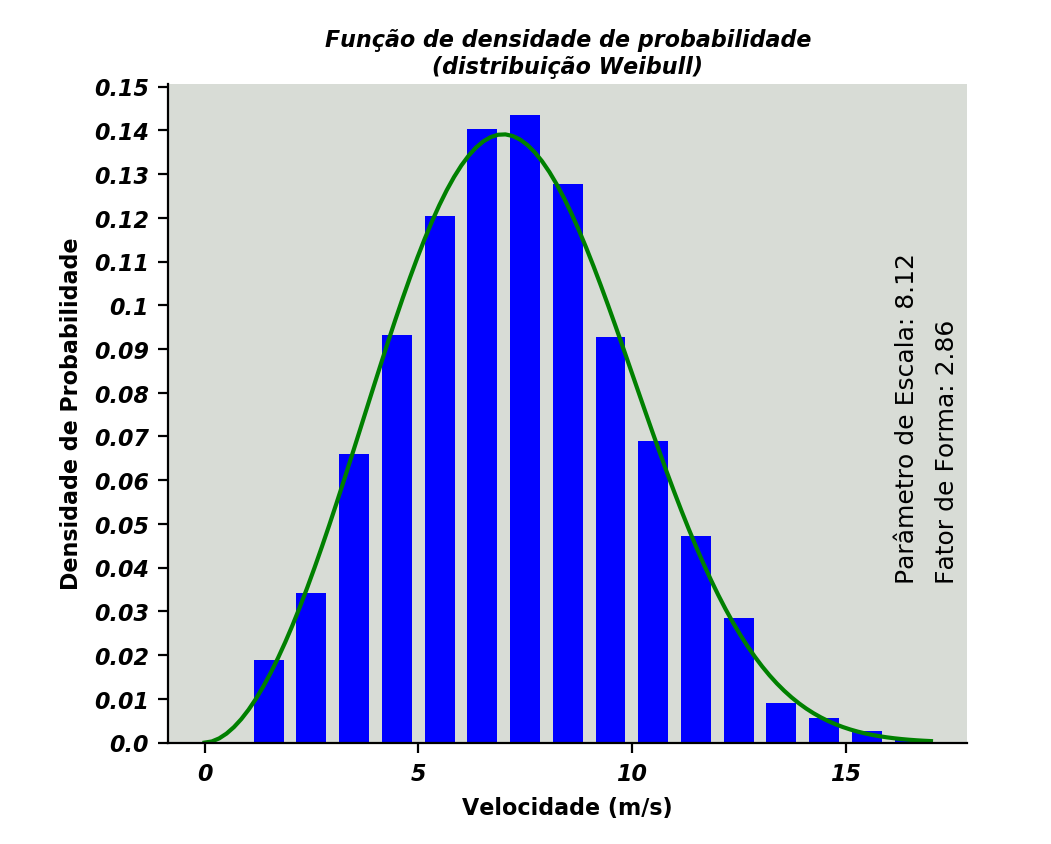 Função de densidade de probabilidade
(distribuição Weibull)
Densidade de Probabilidade
0.15
0.14
0.13
0.12
0.11
0.1
0.09
0.08
0.07
0.06
0.05
0.04
0.03
0.02
0.01
0.0
Parâmetro de Escala: 8.12
Fator de Forma: 2.86
0 5 10 15
Velocidade (m/s)